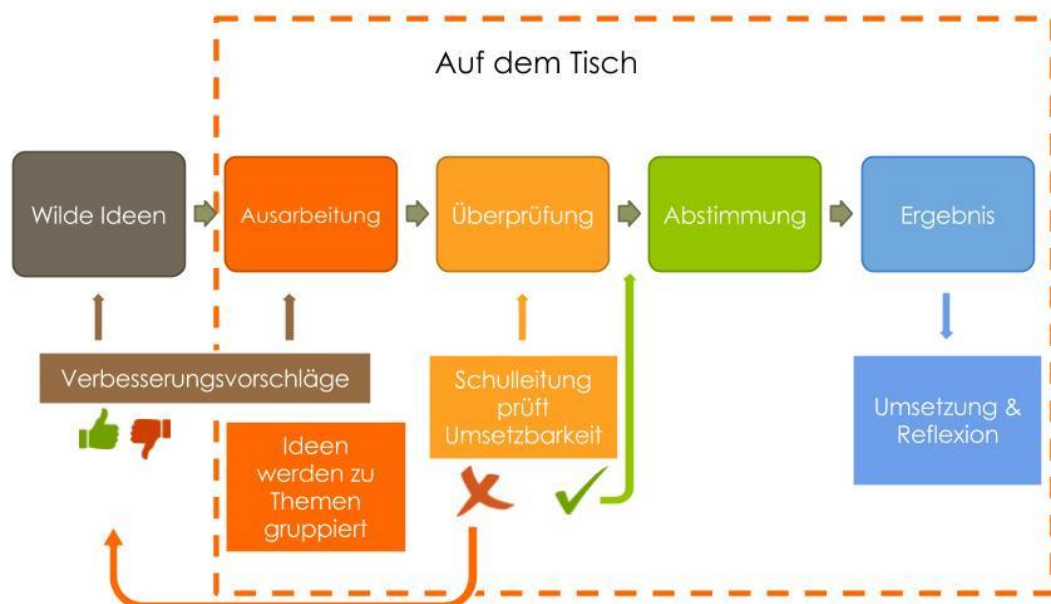 Auf dem Tisch
Wilde Ideen
Ausarbeitung
Überprüfung
Abstimmung
Ergebnis
Verbesserungsvorschläge
Ideen
werden zu
Themen
gruppiert
Schulleitung
prüft
Umsetzbarkeit
Umsetzung &
Reflexion